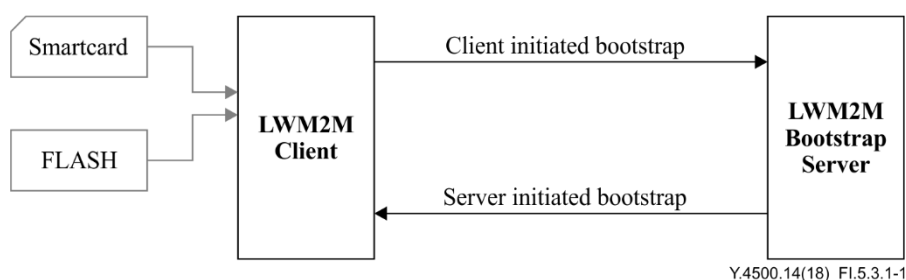 Smartcard
FLASH
LWM2M
Client
Client initiated bootstrap
Server initiated bootstrap
LWM2M
Bootstrap
Server
Y.4500.14(18)_FI.5.3.1-1